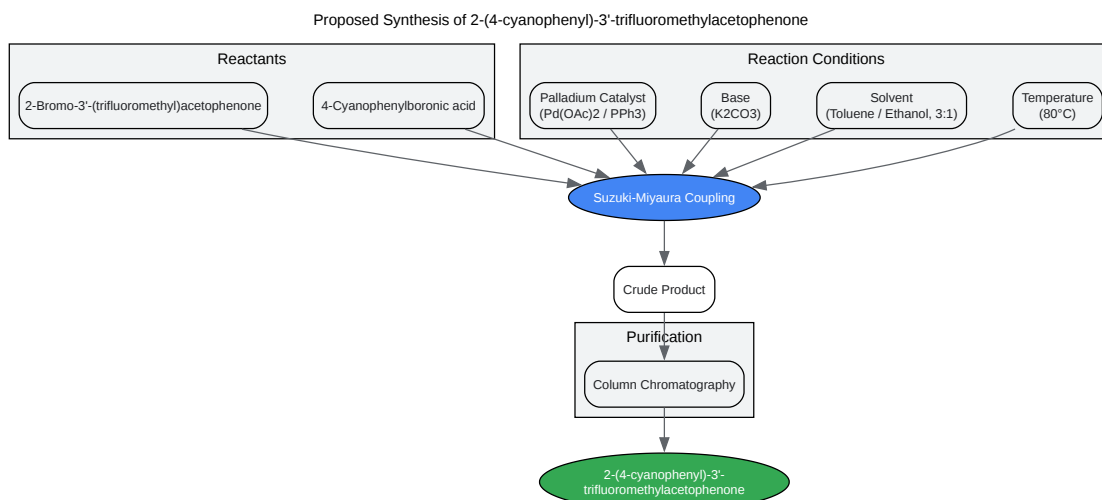 Proposed Synthesis of 2-(4-cyanophenyl)-3'-trifluoromethylacetophenone
Reactants
Reaction Conditions
2-Bromo-3'-(trifluoromethyl)acetophenone
4-Cyanophenylboronic acid
Palladium Catalyst
(Pd(OAc)2 / PPh3)
Base
(K2CO3)
Solvent
(Toluene / Ethanol, 3:1)
Temperature
(80°C)
Suzuki-Miyaura Coupling
Crude Product
Purification
Column Chromatography
2-(4-cyanophenyl)-3'-
trifluoromethylacetophenone